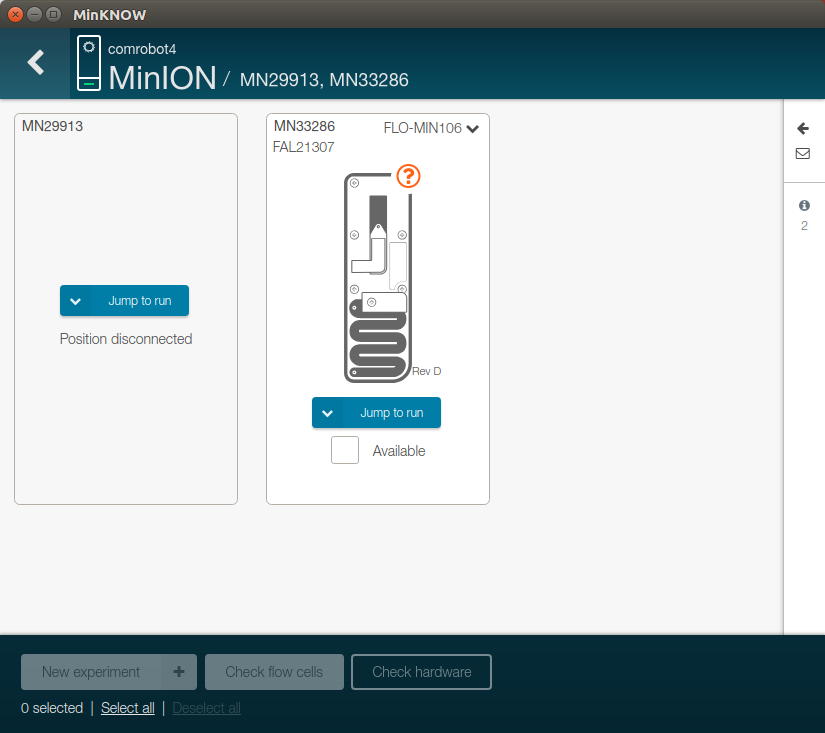 MinKNOW
comrobot4
MinION / MN29913, MN33286
MN29913
Jump to run
Position disconnected
MN33286 FLO-MIN106
FAL21307
?
Rev D
Jump to run
Available
2
New experiment +
Check flow cells
Check hardware
0 selected | Select all | Deselect all